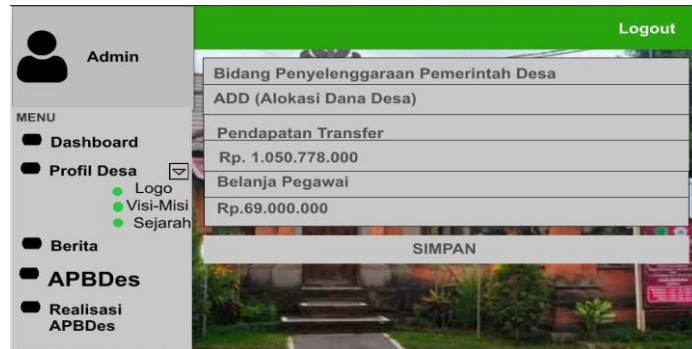 Logout
Admin
MENU
Dashboard
Profil Desa
Logo
Visi-Misi
Sejarah
Berita
APBDes
Realisasi
APBDes
Bidang Penyelenggaraan Pemerintah Desa
ADD (Alokasi Dana Desa)
Pendapatan Transfer
Rp. 1.050.778.000
Belanja Pegawai
Rp.69.000.000
SIMPAN